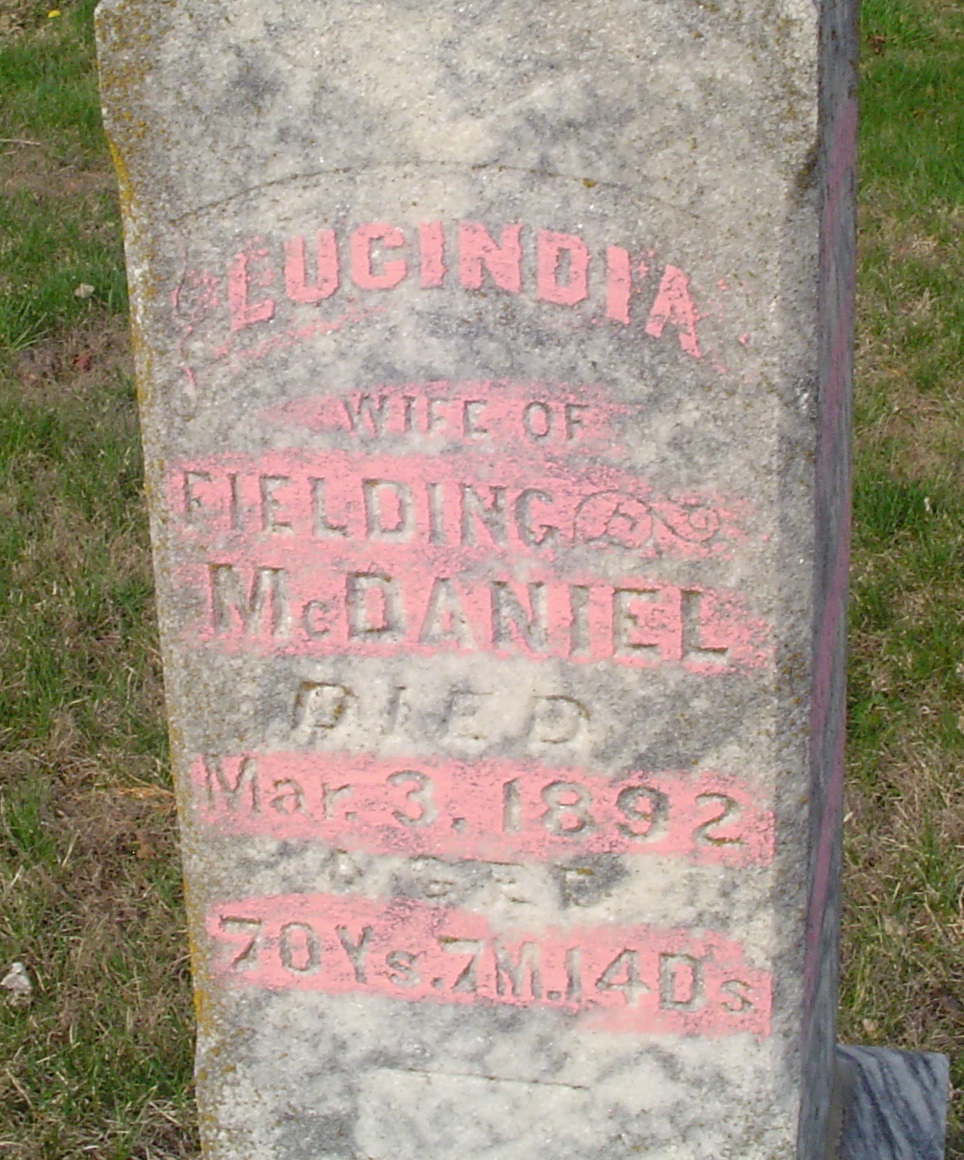 LUCINDIA
WIFE OF
FIELDING
McDANIEL
DIED
Mar. 3. 1892
AGED
70Ys.7M.14Ds